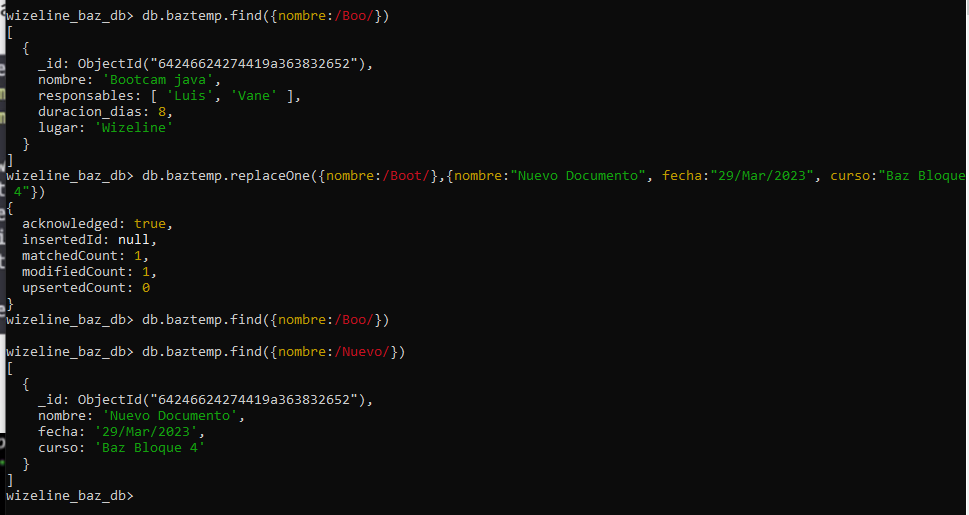 wizeline_baz_db> db.baztemp.find({nombre:/Boo/})
[
  {
    _id: ObjectId("64246624274419a363832652"),
    nombre: 'Bootcam java',
    responsables: [ 'Luis', 'Vane' ],
    duracion_dias: 8,
    lugar: 'Wizeline'
  }
]
wizeline_baz_db> db.baztemp.replaceOne({nombre:/Boot/},{nombre:"Nuevo Documento", fecha:"29/Mar/2023", curso:"Baz Bloque
 4"})
{
  acknowledged: true,
  insertedId: null,
  matchedCount: 1,
  modifiedCount: 1,
  upsertedCount: 0
}
wizeline_baz_db> db.baztemp.find({nombre:/Boo/})

wizeline_baz_db> db.baztemp.find({nombre:/Nuevo/})
[
  {
    _id: ObjectId("64246624274419a363832652"),
    nombre: 'Nuevo Documento',
    fecha: '29/Mar/2023',
    curso: 'Baz Bloque 4'
  }
]
wizeline_baz_db>